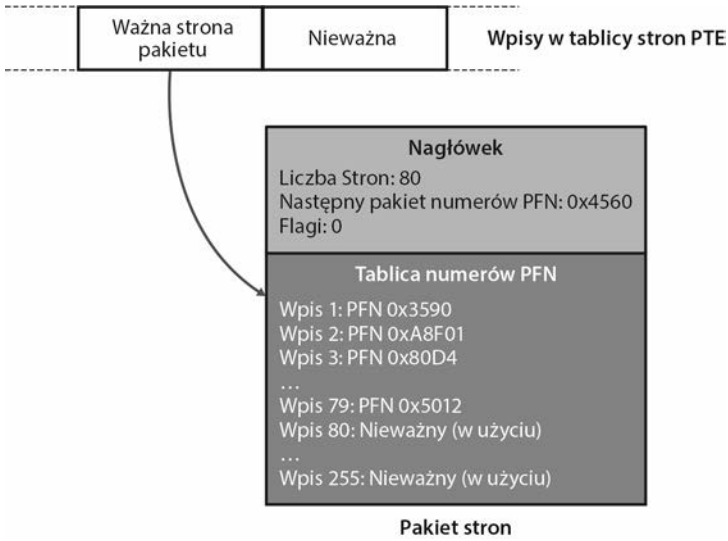 Ważna strona
pakietu
Nieważna
Wpisy w tablicy stron PTE
Nagłówek
Liczba Stron: 80
Następny pakiet numerów PFN: 0x4560
Flagi: 0
Tablica numerów PFN
Wpis 1: PFN 0x3590
Wpis 2: PFN 0xA8F01
Wpis 3: PFN 0x80D4
...
Wpis 79: PFN 0x5012
Wpis 80: Nieważny (w użyciu)
...
Wpis 255: Nieważny (w użyciu)
Pakiet stron